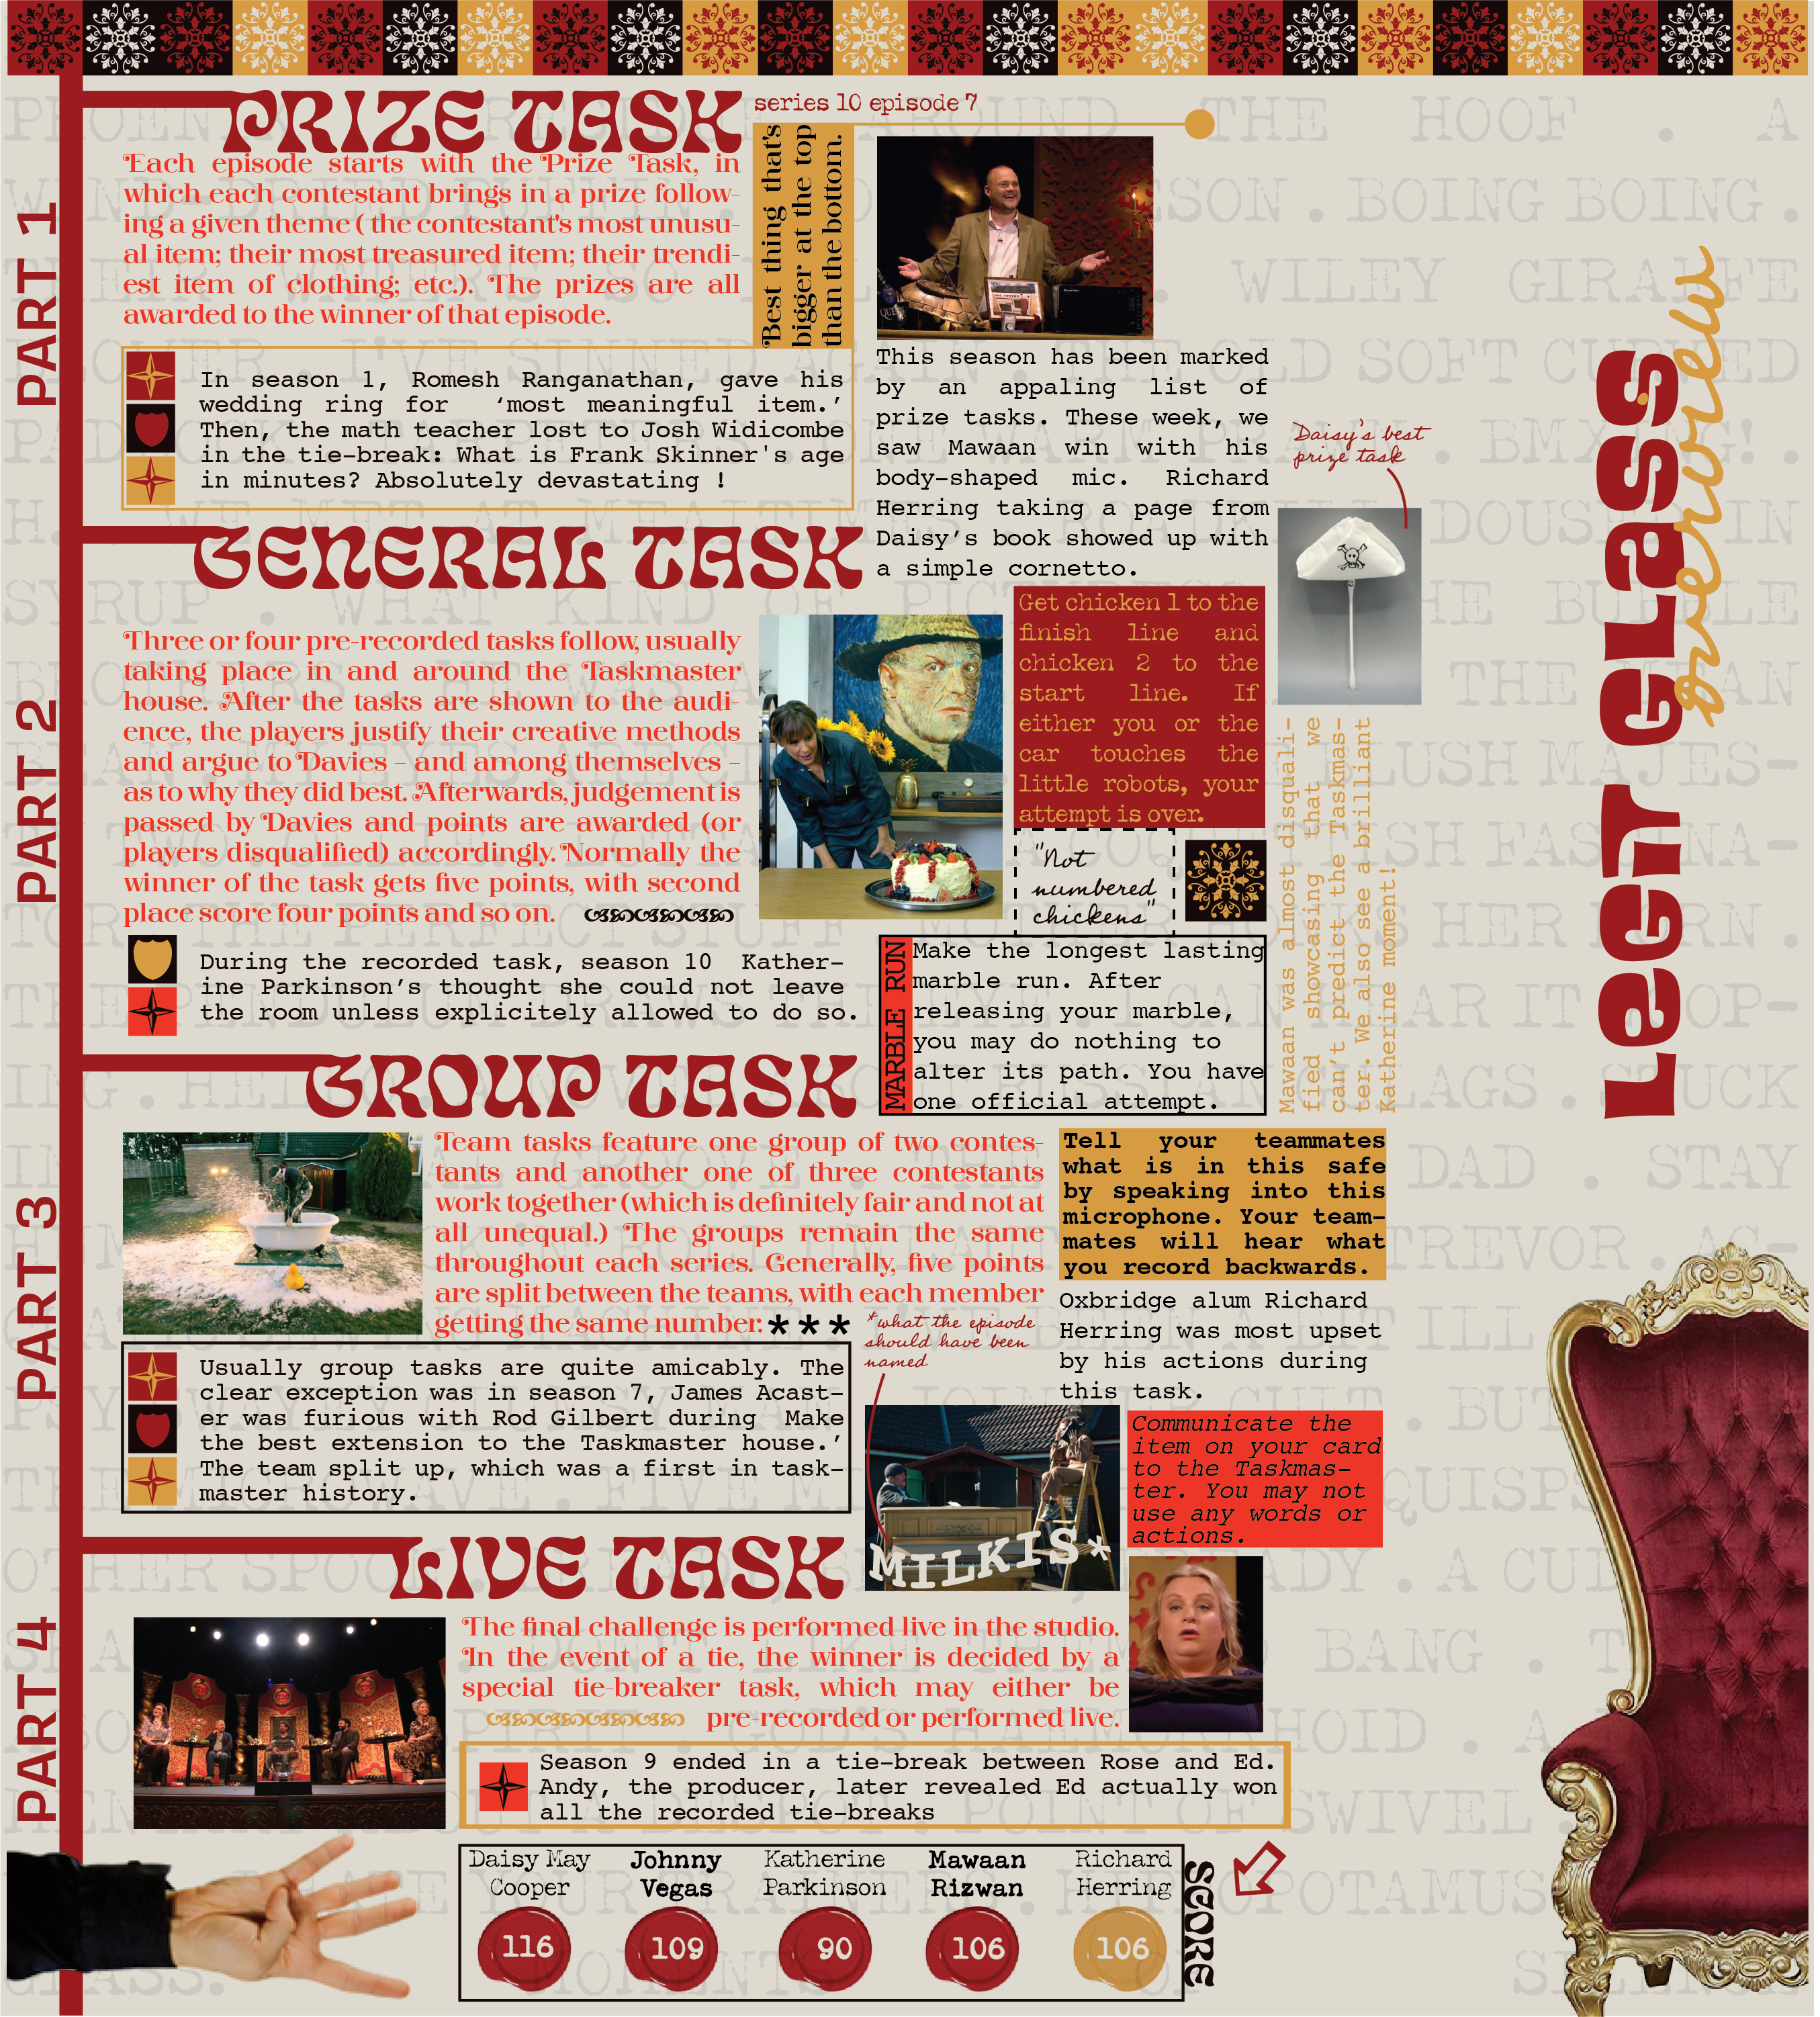 PRIZE TASK
series 10 episode 7
PART 1
Each episode starts with the Prize Task, in
which each contestant brings in a prize follow-
ing a given theme ( the contestant's most unusu-
al item; their most treasured item; their trendi-
est item of clothing; etc.). The prizes are all
awarded to the winner of that episode.
Best thing that's
bigger at the top
than the bottom.
In season 1, Romesh Ranganathan, gave his
wedding ring for ‘most meaningful item.’
Then, the math teacher lost to Josh Widicombe
in the tie-break: What is Frank Skinner's age
in minutes? Absolutely devastating !
This season has been marked
by an appaling list of
prize tasks. These week, we
saw Mawaan win with his
body-shaped mic. Richard
Herring taking a page from
Daisy’s book showed up with
a simple cornetto.
Daisy's best
prize task
Leen Glass
overview
GENERAL TASK
PART 2
Three or four pre-recorded tasks follow, usually
taking place in and around the Taskmaster
house. After the tasks are shown to the audi-
ence, the players justify their creative methods
and argue to Davies – and among themselves –
as to why they did best. Afterwards, judgement is
passed by Davies and points are awarded (or
players disqualified) accordingly. Normally the
winner of the task gets five points, with second
place score four points and so on.
During the recorded task, season 10 Kather-
ine Parkinson’s thought she could not leave
the room unless explicitely allowed to do so.
Get chicken 1 to the
finish line and
chicken 2 to the
start line. If
either you or the
car touches the
little robots, your
attempt is over.
"Not
numbered
chickens"
MARBLE RUN
Make the longest lasting
marble run. After
releasing your marble,
you may do nothing to
alter its path. You have
one official attempt.
Mawaan was almost disquali-
fied showcasing that we
can’t predict the Taskmas-
ter. We also see a brilliant
Katherine moment!
GROUP TASK
PART 3
Team tasks feature one group of two contes-
tants and another one of three contestants
work together (which is definitely fair and not at
all unequal.) The groups remain the same
throughout each series. Generally, five points
are split between the teams, with each member
getting the same number. ***
Usually group tasks are quite amicably. The
clear exception was in season 7, James Acast-
er was furious with Rod Gilbert during Make
the best extension to the Taskmaster house.’
The team split up, which was a first in task-
master history.
Tell your teammates
what is in this safe
by speaking into this
microphone. Your team-
mates will hear what
you record backwards.
Oxbridge alum Richard
Herring was most upset
by his actions during
this task.
*what the episode
should have been
named
MILKIS*
Communicate the
item on your card
to the Taskmas-
ter. You may not
use any words or
actions.
LIVE TASK
PART 4
The final challenge is performed live in the studio.
In the event of a tie, the winner is decided by a
special tie-breaker task, which may either be
pre-recorded or performed live.
Season 9 ended in a tie-break between Rose and Ed.
Andy, the producer, later revealed Ed actually won
all the recorded tie-breaks
Daisy May Cooper
Johnny Vegas
Katherine Parkinson
Mawaan Rizwan
Richard Herring
116 109 90 106 106
SCORE